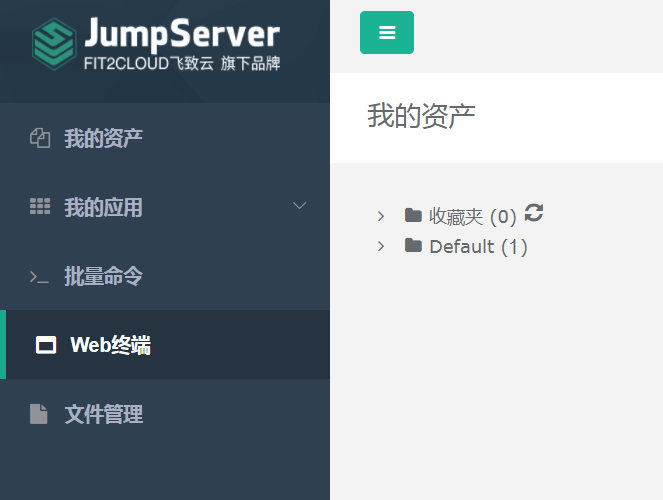 JumpServer
FIT2CLOUD飞致云 旗下品牌
我的资产
我的应用
批量命令
Web终端
文件管理
我的资产
收藏夹 (0)
Default (1)